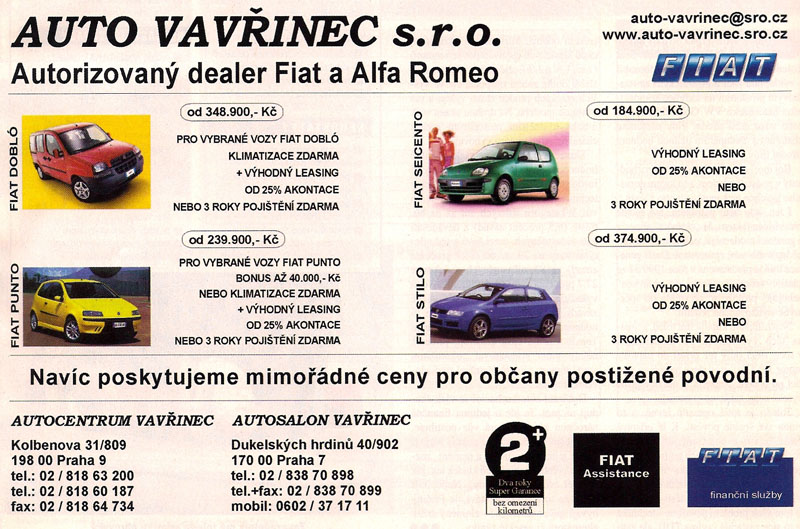 AUTO VAVŘINEC s.r.o.
auto-vavrinec@sro.cz
www.auto-vavrinec.sro.cz
Autorizovaný dealer Fiat a Alfa Romeo
FIAT
FIAT DOBLÓ
od 348.900,- Kč
PRO VYBRANÉ VOZY FIAT DOBLÓ
KLIMATIZACE ZDARMA
+ VÝHODNÝ LEASING
OD 25% AKONTACE
NEBO 3 ROKY POJIŠTĚNÍ ZDARMA
FIAT SEICENTO
od 184.900,- Kč
VÝHODNÝ LEASING
OD 25% AKONTACE
NEBO
3 ROKY POJIŠTĚNÍ ZDARMA
FIAT PUNTO
od 239.900,- Kč
PRO VYBRANÉ VOZY FIAT PUNTO
BONUS AŽ 40.000,- Kč
NEBO KLIMATIZACE ZDARMA
+ VÝHODNÝ LEASING
OD 25% AKONTACE
NEBO 3 ROKY POJIŠTĚNÍ ZDARMA
FIAT STILO
od 374.900,- Kč
VÝHODNÝ LEASING
OD 25% AKONTACE
NEBO
3 ROKY POJIŠTĚNÍ ZDARMA
Navíc poskytujeme mimořádné ceny pro občany postižené povodní.
AUTOCENTRUM VAVŘINEC
Kolbenova 31/809
198 00 Praha 9
tel.: 02 / 818 63 200
tel.: 02 / 818 60 187
fax: 02 / 818 64 734
AUTOSALON VAVŘINEC
Dukelských hrdinů 40/902
170 00 Praha 7
tel.: 02 / 838 70 898
tel.+fax: 02 / 838 70 899
mobil: 0602 / 37 17 11
2+
Dva roky
Super Garance
bez omezení
kilometrů
FIAT
Assistance
FIAT
finanční služby